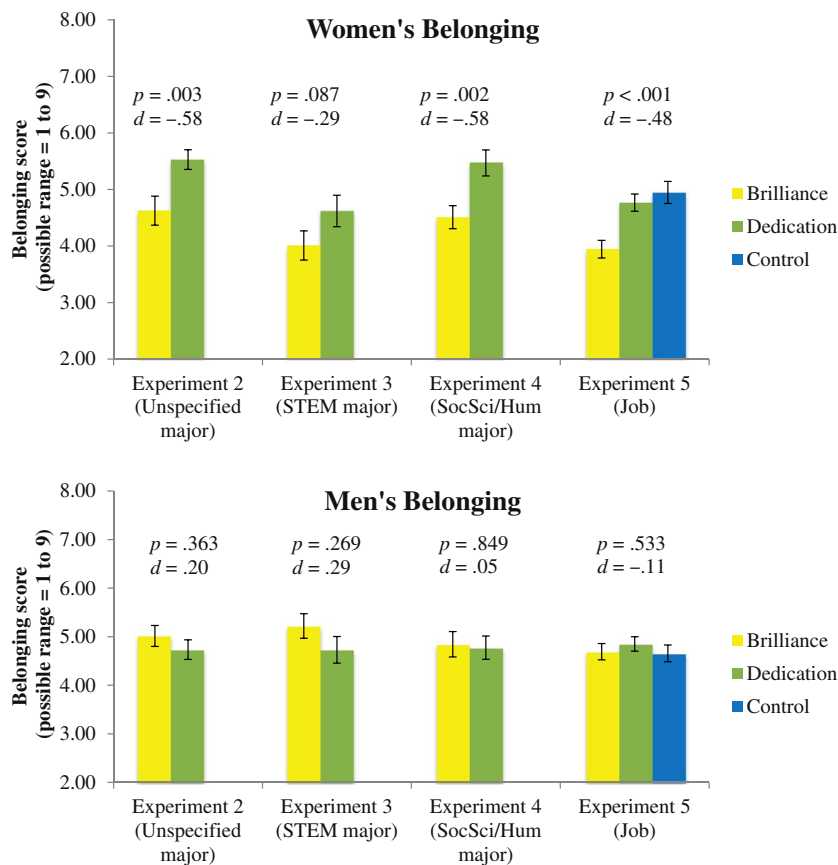 Women's Belonging
Belonging score
(possible range = 1 to 9)
8.00
7.00
6.00
5.00
4.00
3.00
2.00
p = .003
d = –.58
p = .087
d = –.29
p = .002
d = –.58
p < .001
d = –.48
Brilliance
Dedication
Control
Experiment 2
(Unspecified
major)
Experiment 3
(STEM major)
Experiment 4
(SocSci/Hum
major)
Experiment 5
(Job)
Men's Belonging
Belonging score
(possible range = 1 to 9)
8.00
7.00
6.00
5.00
4.00
3.00
2.00
p = .363
d = .20
p = .269
d = .29
p = .849
d = .05
p = .533
d = –.11
Brilliance
Dedication
Control
Experiment 2
(Unspecified
major)
Experiment 3
(STEM major)
Experiment 4
(SocSci/Hum
major)
Experiment 5
(Job)